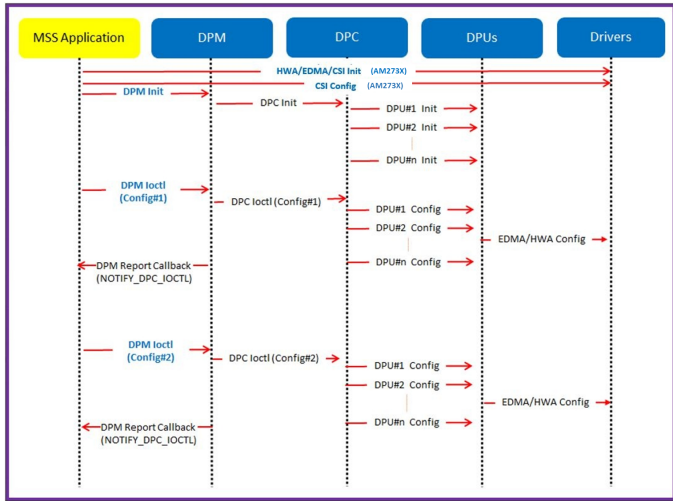 MSS Application
DPM
DPC
DPUs
Drivers
HWA/EDMA/CSI Init (AM273X)
CSI Config (AM273X)
DPM Init
DPC Init
DPU#1 Init
DPU#2 Init
DPU#n Init
DPM Ioctl
(Config#1)
DPC Ioctl (Config#1)
DPU#1 Config
DPU#2 Config
EDMA/HWA Config
DPU#n Config
DPM Report Callback
(NOTIFY_DPC_IOCTL)
DPM Ioctl
(Config#2)
DPC Ioctl (Config#2)
DPU#1 Config
DPU#2 Config
EDMA/HWA Config
DPU#n Config
DPM Report Callback
(NOTIFY_DPC_IOCTL)